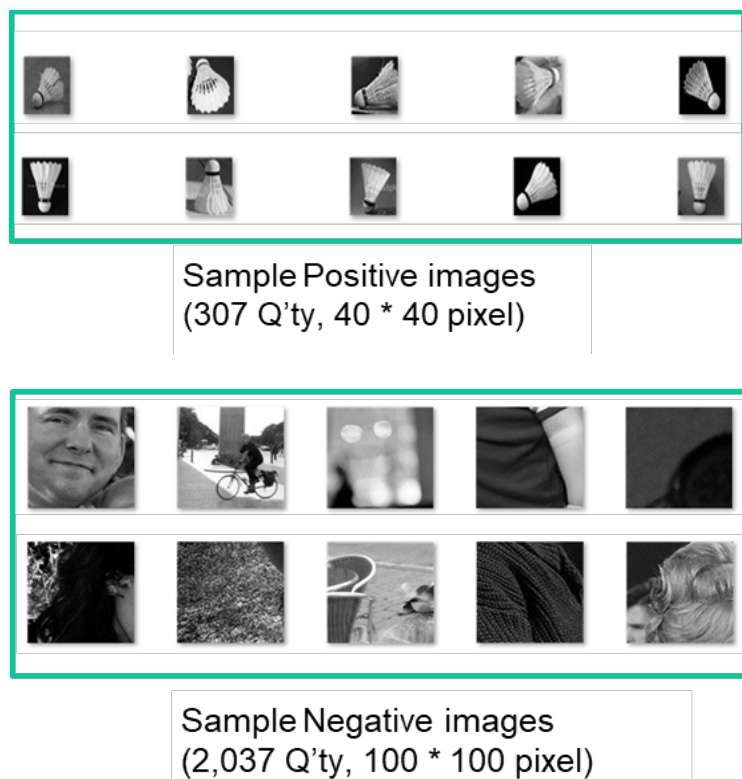 Sample Positive images
(307 Q’ty, 40 * 40 pixel)
Sample Negative images
(2,037 Q’ty, 100 * 100 pixel)